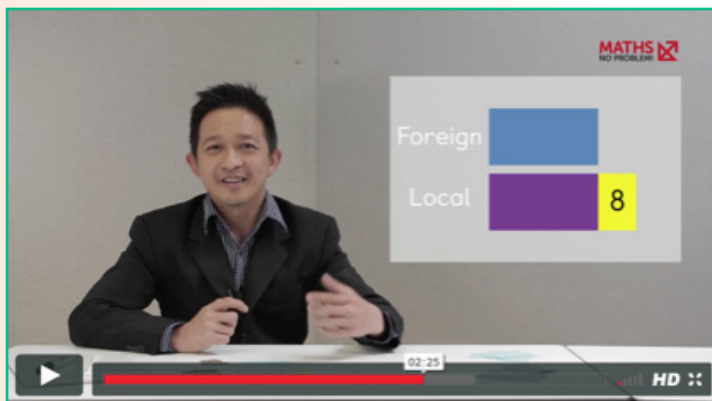 MATHS
NO PROBLEM!
Foreign
Local 8
02:25
HD